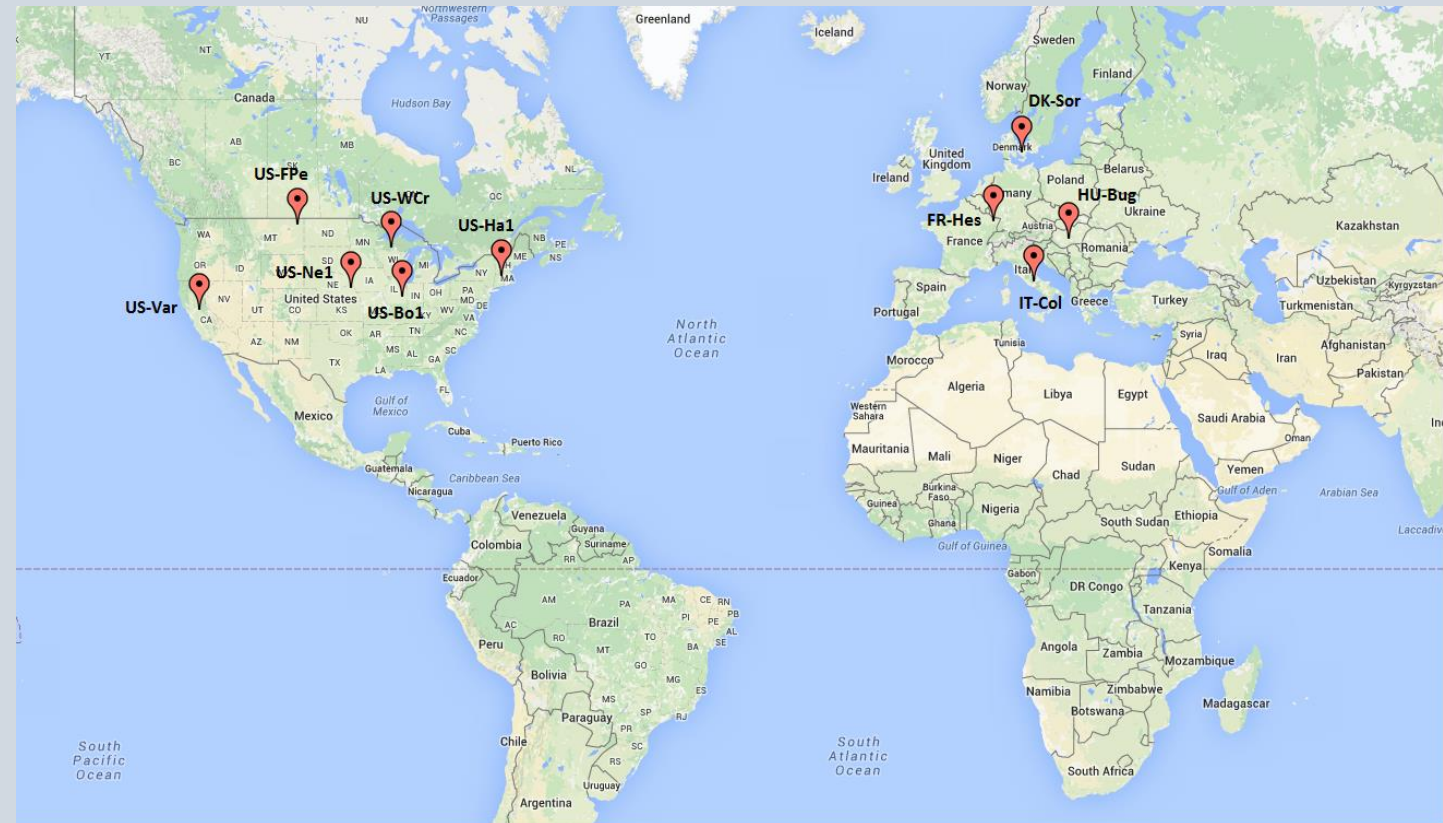 Northwestern
Passages
Greenland
NU
Iceland
Sweden
Finland
Norway
NT
YT
Canada
Hudson Bay
DK-Sor
Denmark
AB
MB
BC
SK
NL
United
Kingdom
Ireland
Belarus
Poland
US-FPe
US-WCr
QC
US-Ha1
many
HU-Bug
Ukraine
FR-Hes
Austria
France
Romania
Kazakhstan
WA
MT
ND
MN
NB
PE
ME
NS
OR
ID
SD
WI
MI
NY
MA
US-Ne1
NE
IA
IL
IN
OH
PA
MD
DE
US-Var
NV
UT
CO
United States
KS
US-Bo1
KY
WV
VA
CA
Spain
Portugal
IT-Col
Greece
Turkey
Uzbekistan
Kyrgyzstan
Turkmenistan
AZ
NM
OK
AR
TN
NC
MS
AL
GA
SC
TX
LA
FL
North
Atlantic
Ocean
Tunisia
Syria
Iraq
Iran
Afghanistan
Pakistan
Morocco
Algeria
Libya
Egypt
Western
Sahara
Saudi Arabia
Oman
Gulf of
Mexico
Mexico
Cuba
Puerto Rico
Mauritania
Mali
Niger
Chad
Sudan
Yemen
Guatemala
Caribbean Sea
Nicaragua
Burkina
Faso
Guinea
Ghana
Nigeria
Gulf of Aden
Arabian Sea
South Sudan
Ethiopia
Laccadiv
Venezuela
Guyana
Suriname
Colombia
Gulf of Guinea
Somalia
Ecuador
RR
AP
Gabon
DR Congo
Kenya
Tanzania
AM
PA
MA
CE
RN
PB
PI
PE
AL
SE
AC
RO
TO
BA
Brazil
Peru
MT
Angola
Zambia
Mozambique
Bolivia
GO
MG
ES
Namibia
Zimbabwe
Botswana
Madagascar
MS
SP
RJ
Paraguay
PR
SC
South
Pacific
Ocean
Chile
RS
South
Atlantic
Ocean
South Africa
Uruguay
Argentina